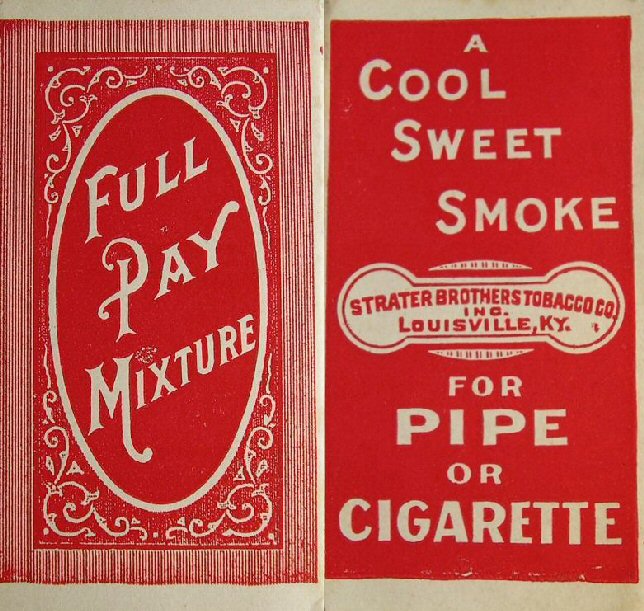 FULL
PAY
MIXTURE
A
COOL
SWEET
SMOKE
STRATER BROTHERS TOBACCO CO.
INC.
LOUISVILLE, KY.
FOR
PIPE
OR
CIGARETTE